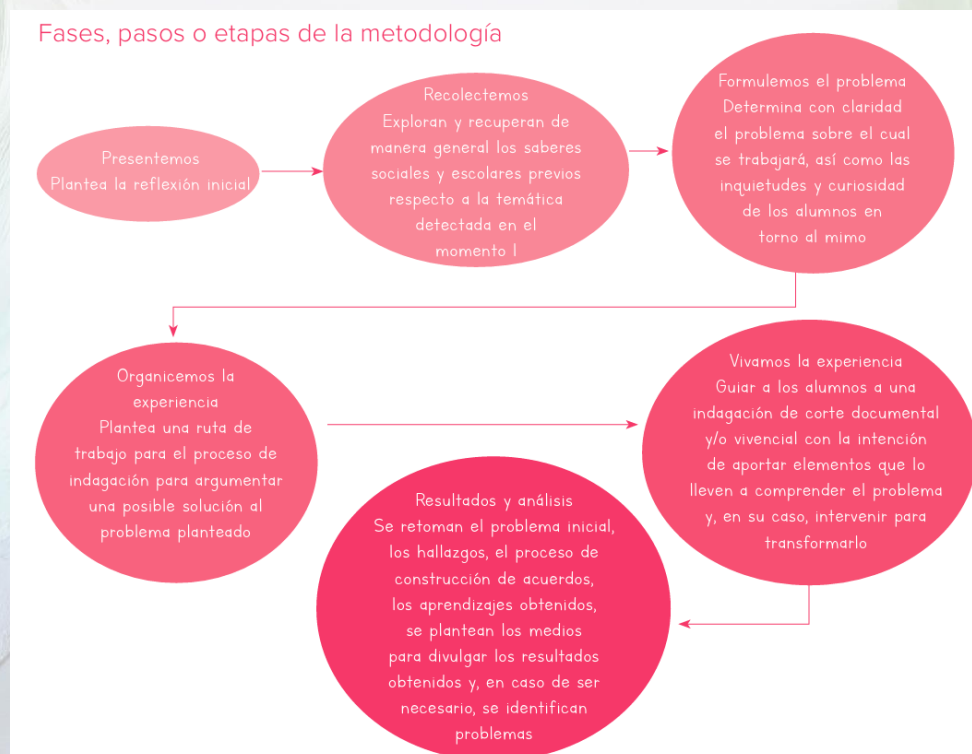 Fases, pasos o etapas de la metodología
Presentemos
Plantea la reflexión inicial
Recolectemos
Exploran y recuperan de
manera general los saberes
sociales y escolares previos
respecto a la temática
detectada en el
momento I
Formulemos el problema
Determina con claridad
el problema sobre el cual
se trabajará, así como las
inquietudes y curiosidad
de los alumnos en
torno al mimo
Organicemos la
experiencia
Plantea una ruta de
trabajo para el proceso de
indagación para argumentar
una posible solución al
problema planteado
Vivamos la experiencia
Guiar a los alumnos a una
indagación de corte documental
y/o vivencial con la intención
de aportar elementos que lo
lleven a comprender el problema
y, en su caso, intervenir para
transformarlo
Resultados y análisis
Se retoman el problema inicial,
los hallazgos, el proceso de
construcción de acuerdos,
los aprendizajes obtenidos,
se plantean los medios
para divulgar los resultados
obtenidos y, en caso de ser
necesario, se identifican
problemas